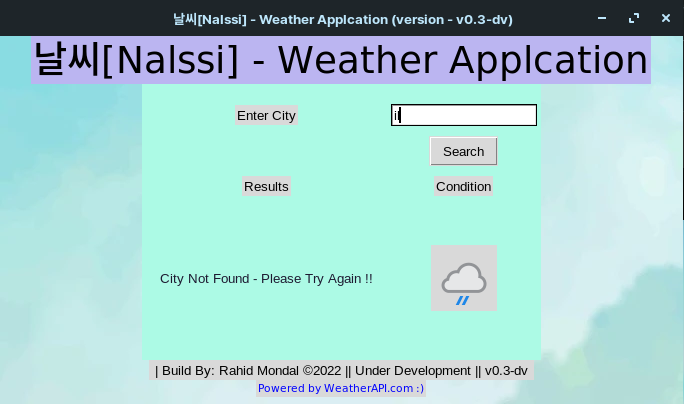 날씨[Nalssi] - Weather Applcation (version - v0.3-dv)
날씨[Nalssi] - Weather Applcation
Enter City
il
Search
Results Condition
City Not Found - Please Try Again !!
| Build By: Rahid Mondal ©2022 || Under Development || v0.3-dv
Powered by WeatherAPI.com :)